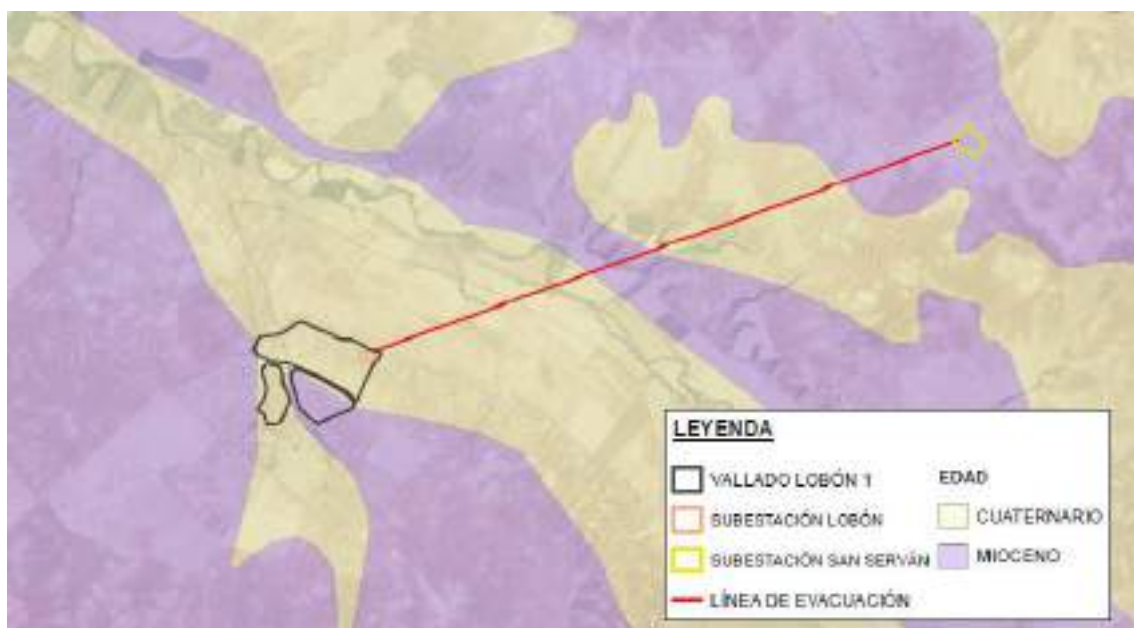 LEYENDA
VALLADO LOBÓN 1
SUBESTACIÓN LOBÓN
SUBESTACIÓN SAN SERVÁN
LÍNEA DE EVACUACIÓN
EDAD
CUATERNARIO
MIOCENO